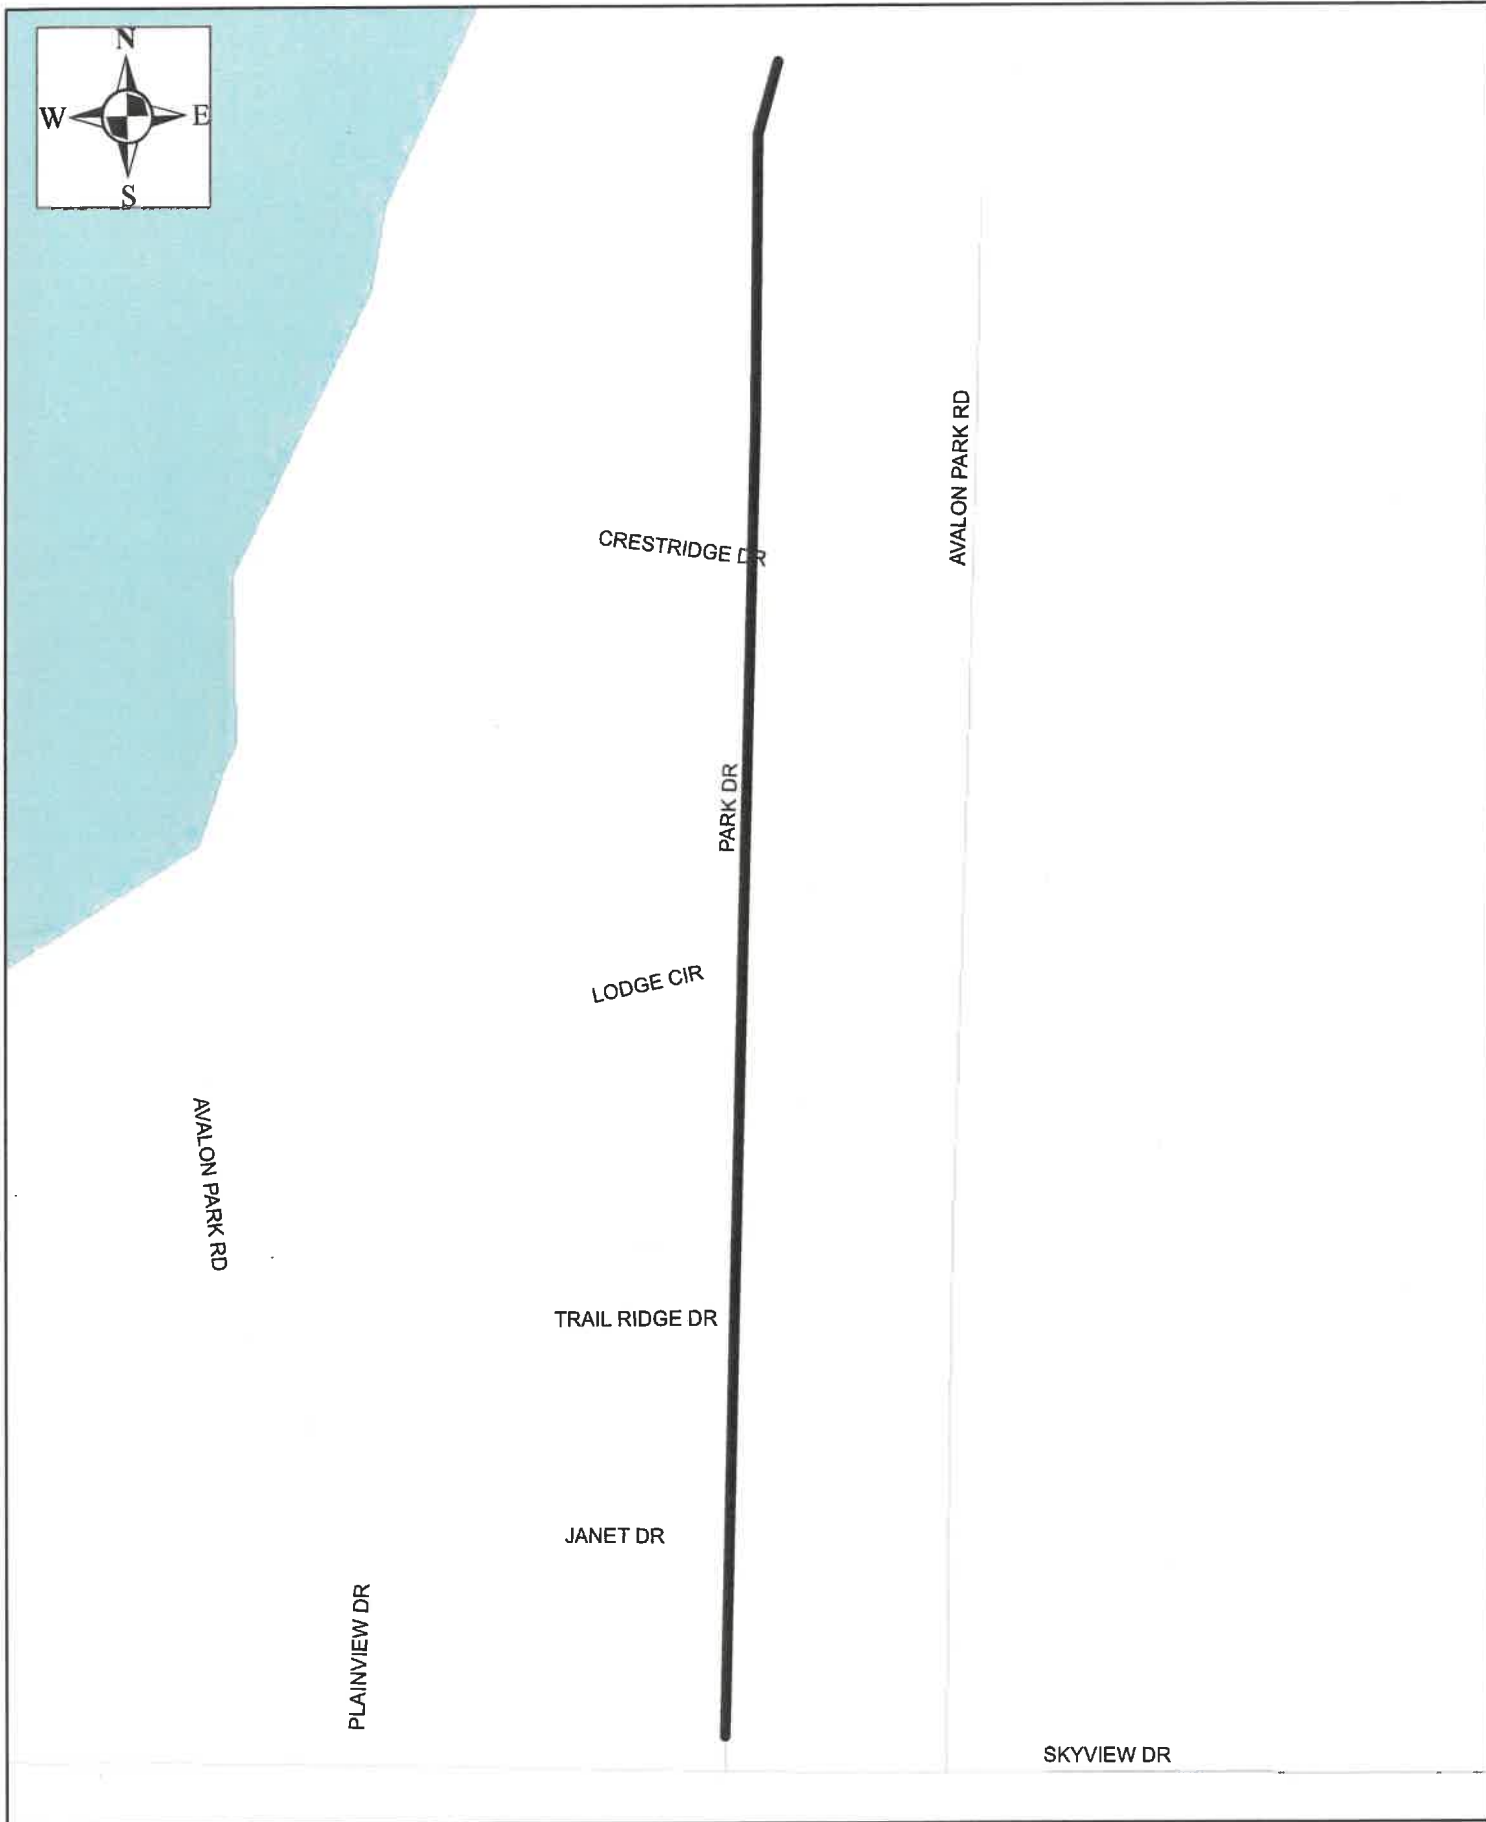 N
W E
S
AVALON PARK RD
CRESTRIDGE DR
PARK DR
LODGE CIR
AVALON PARK RD
TRAIL RIDGE DR
JANET DR
PLAINVIEW DR
SKYVIEW DR